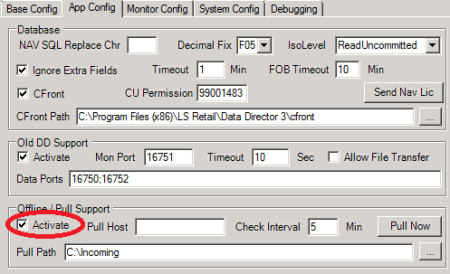 Base Config App Config Monitor Config System Config Debugging
Database
NAV SQL Replace Chr Decimal Fix F05 IsoLevel ReadUncommitted
Ignore Extra Fields Timeout 1 Min FOB Timeout 10 Min
CFront CU Permission 99001483 Send Nav Lic
CFront Path C:\Program Files (x86)\LS Retail\Data Director 3\cfront ...
Old DD Support
Activate Mon Port 16751 Timeout 10 Sec Allow File Transfer
Data Ports 16750;16752
Offline / Pull Support
Activate Pull Host Check Interval 5 Min Pull Now
Pull Path C:\Incoming ...